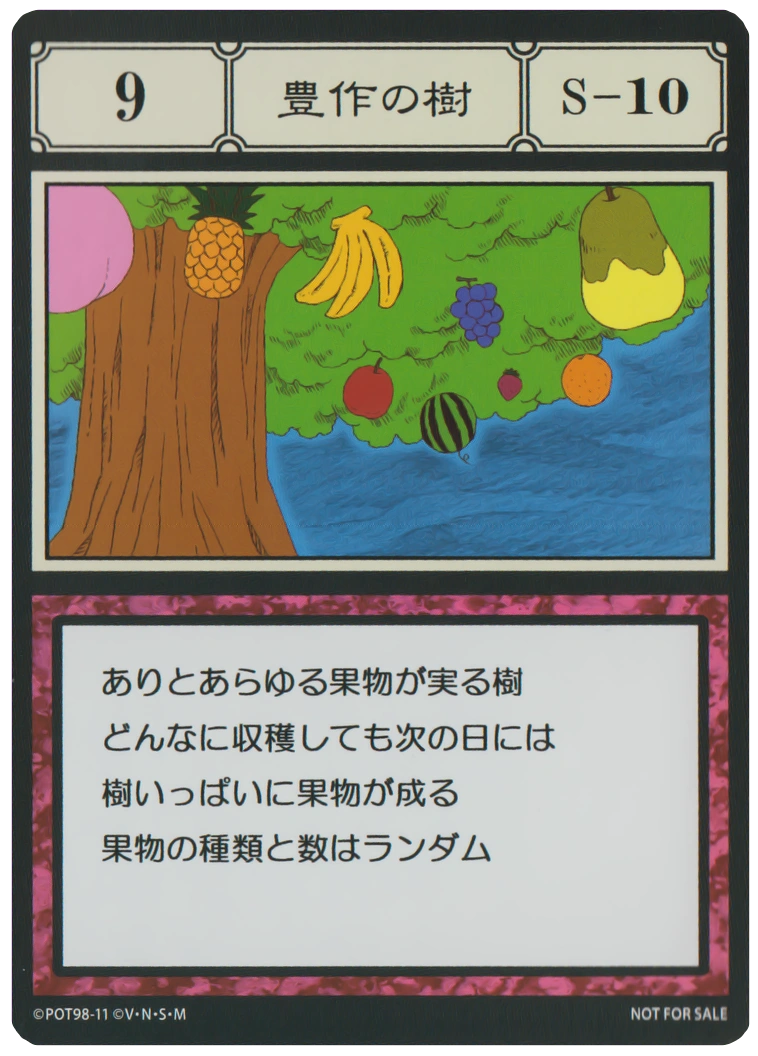 9
豊作の樹
S-10
ありとあらゆる果物が実る樹
どんなに収穫しても次の日には
樹いっぱいに果物が成る
果物の種類と数はランダム
©POT98-11 ©V・N・S・M
NOT FOR SALE